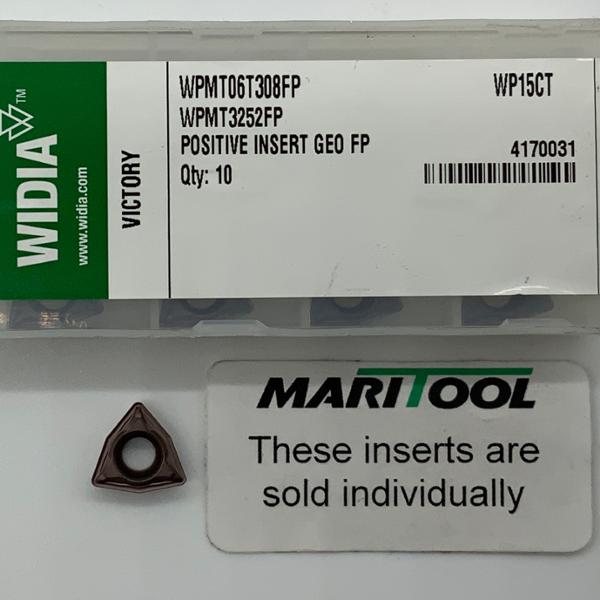 WIDIA™
www.widia.com
VICTORY
WPMT06T308FP
WP15CT
WPMT3252FP
POSITIVE INSERT GEO FP
4170031
Qty: 10
MARITOOL
These inserts are
sold individually